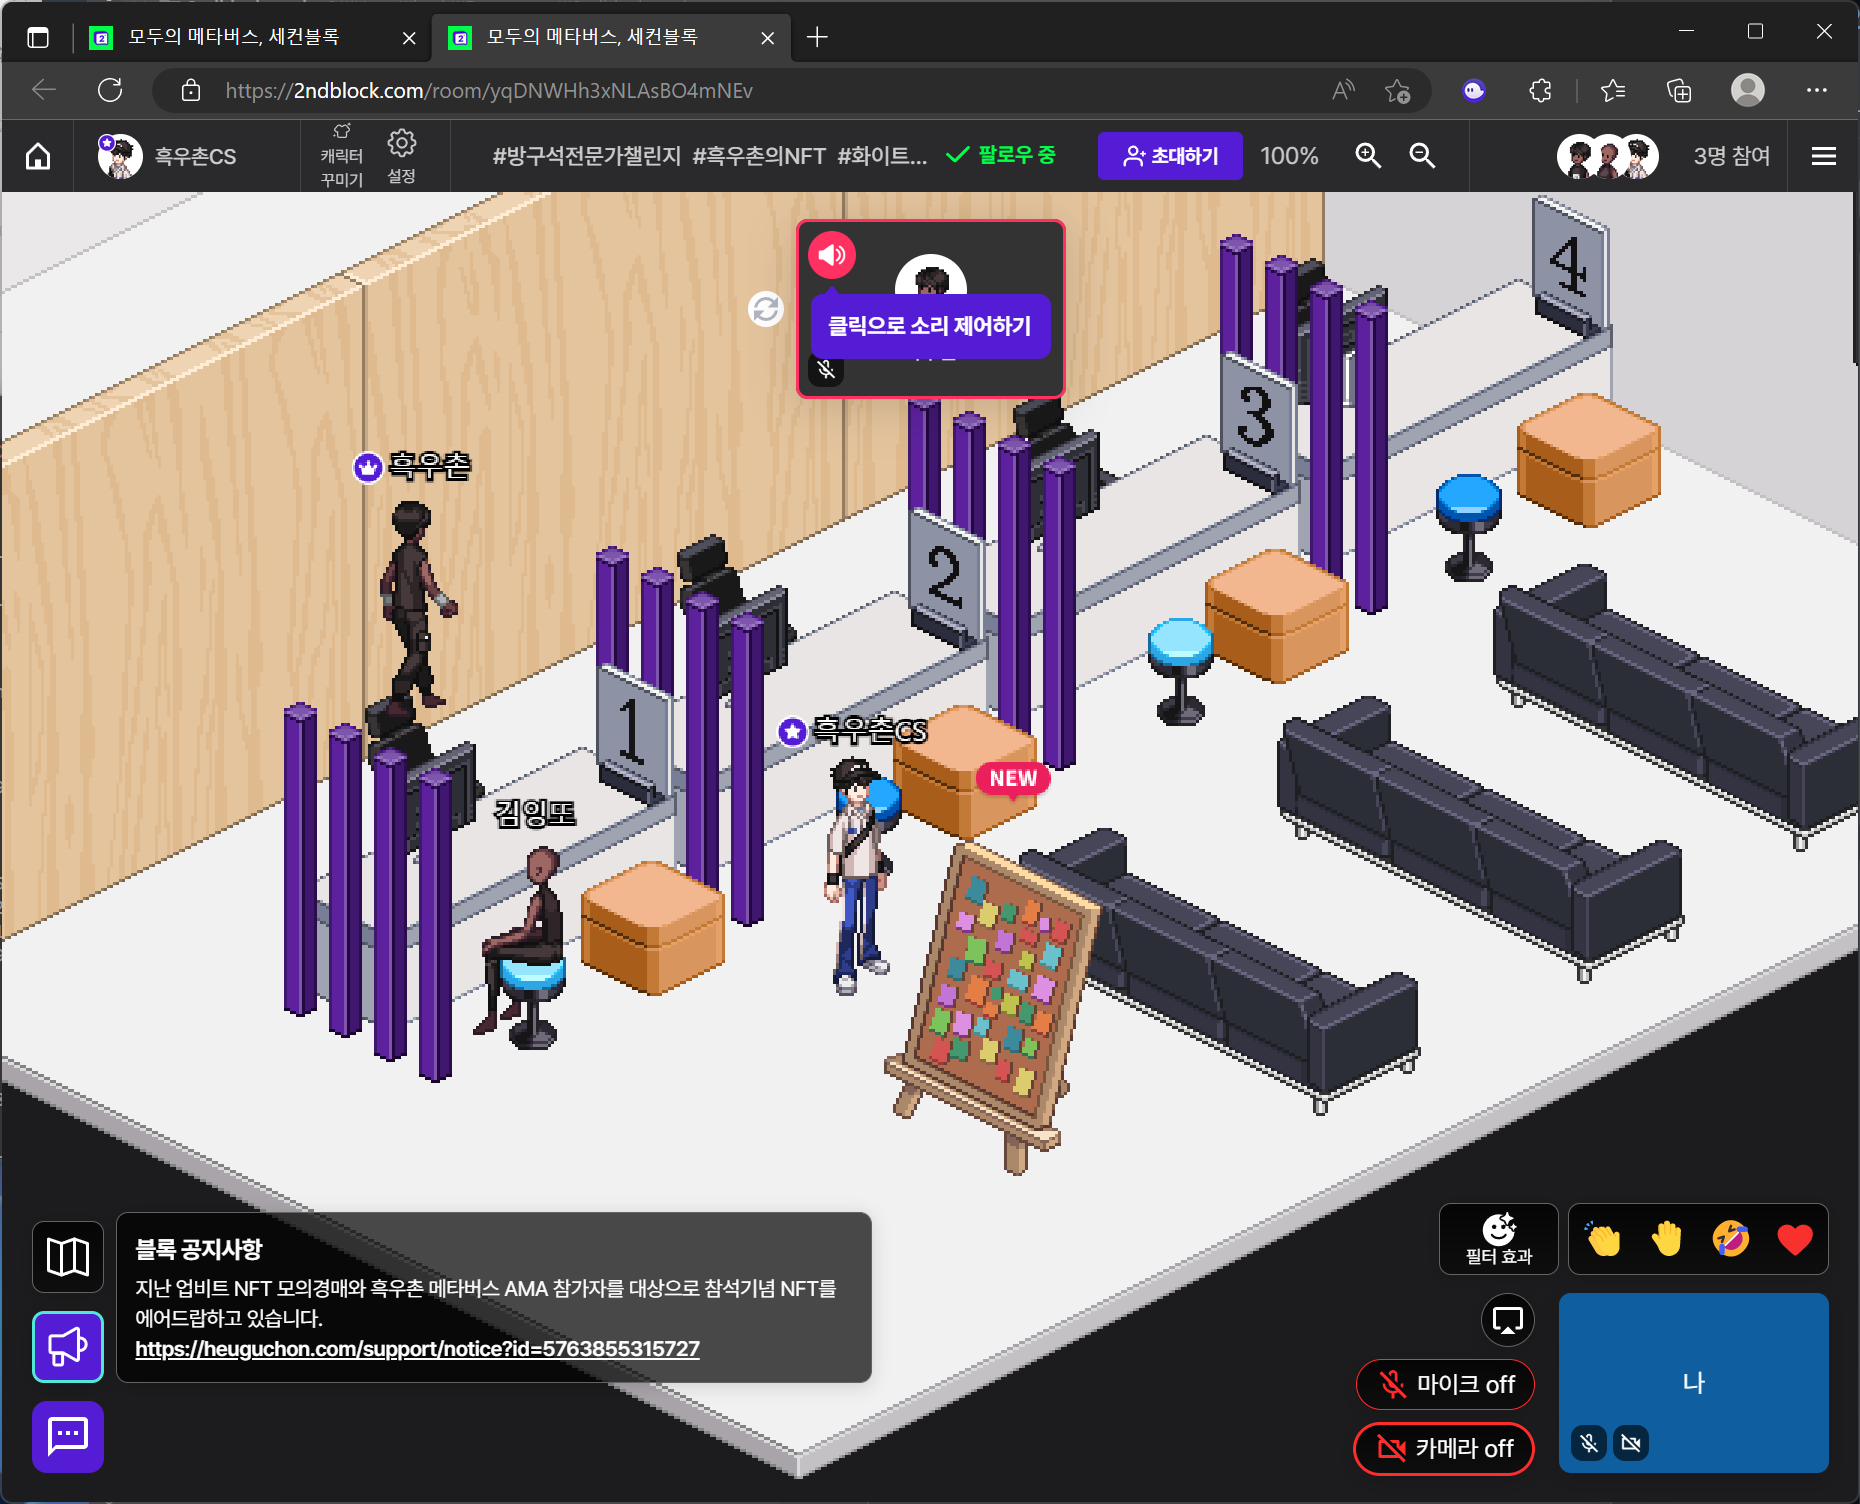 모두의 메타버스, 세컨블록
모두의 메타버스, 세컨블록
https://2ndblock.com/room/yqDNWHh3xNLAsBO4mNEv
흑우촌CS
캐릭터
꾸미기
설정
#방구석전문가챌린지 #흑우촌의NFT #화이트...
팔로우 중
초대하기
100%
3명 참여
클릭으로 소리 제어하기
4
3
흑우촌
2
1
흑우촌CS
NEW
김잉또
블록 공지사항
지난 업비트 NFT 모의경매와 흑우촌 메타버스 AMA 참가자를 대상으로 참석기념 NFT를
에어드랍하고 있습니다.
https://heuguchon.com/support/notice?id=5763855315727
필터 효과
마이크 off
나
카메라 off